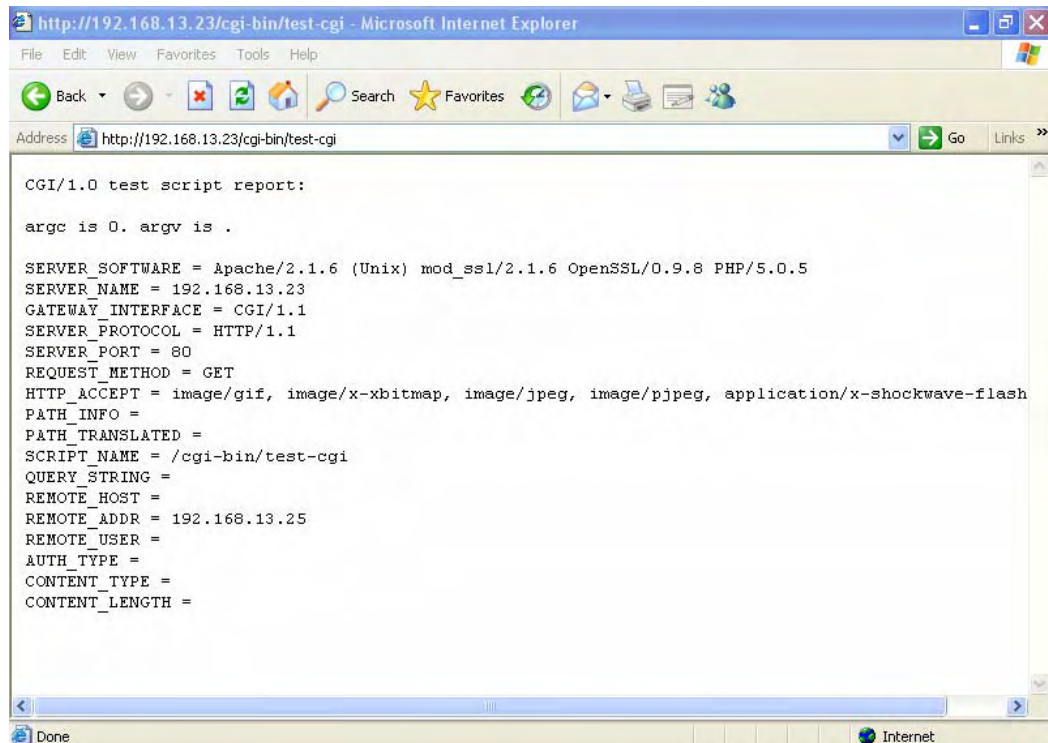 http://192.168.13.23/cgi-bin/test-cgi - Microsoft Internet Explorer
File Edit View Favorites Tools Help
Back Search Favorites
Address http://192.168.13.23/cgi-bin/test-cgi Go Links »
CGI/1.0 test script report:
argc is 0. argv is .
SERVER_SOFTWARE = Apache/2.1.6 (Unix) mod_ssl/2.1.6 OpenSSL/0.9.8 PHP/5.0.5
SERVER_NAME = 192.168.13.23
GATEWAY_INTERFACE = CGI/1.1
SERVER_PROTOCOL = HTTP/1.1
SERVER_PORT = 80
REQUEST_METHOD = GET
HTTP_ACCEPT = image/gif, image/x-xbitmap, image/jpeg, image/pjpeg, application/x-shockwave-flash
PATH_INFO =
PATH_TRANSLATED =
SCRIPT_NAME = /cgi-bin/test-cgi
QUERY_STRING =
REMOTE_HOST =
REMOTE_ADDR = 192.168.13.25
REMOTE_USER =
AUTH_TYPE =
CONTENT_TYPE =
CONTENT_LENGTH =
Done Internet